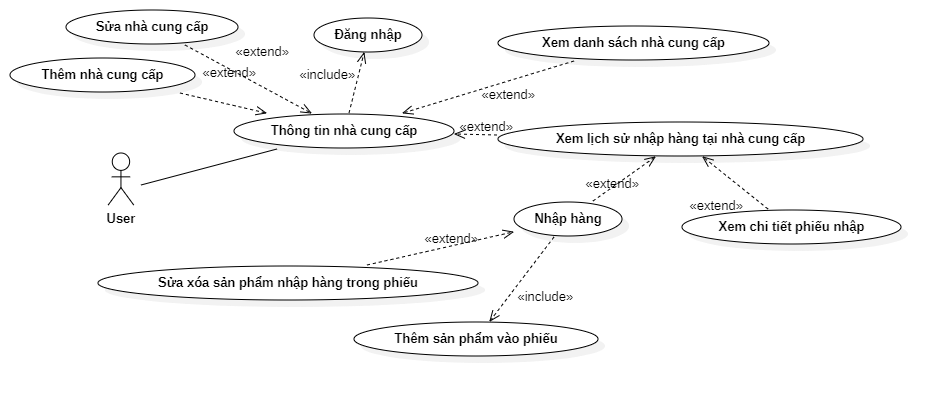 Sửa nhà cung cấp
Đăng nhập
Xem danh sách nhà cung cấp
«extend»
Thêm nhà cung cấp
«extend»
«include»
«extend»
Thông tin nhà cung cấp
«extend»
Xem lịch sử nhập hàng tại nhà cung cấp
User
«extend»
«extend»
Nhập hàng
Xem chi tiết phiếu nhập
«extend»
Sửa xóa sản phẩm nhập hàng trong phiếu
«include»
Thêm sản phẩm vào phiếu